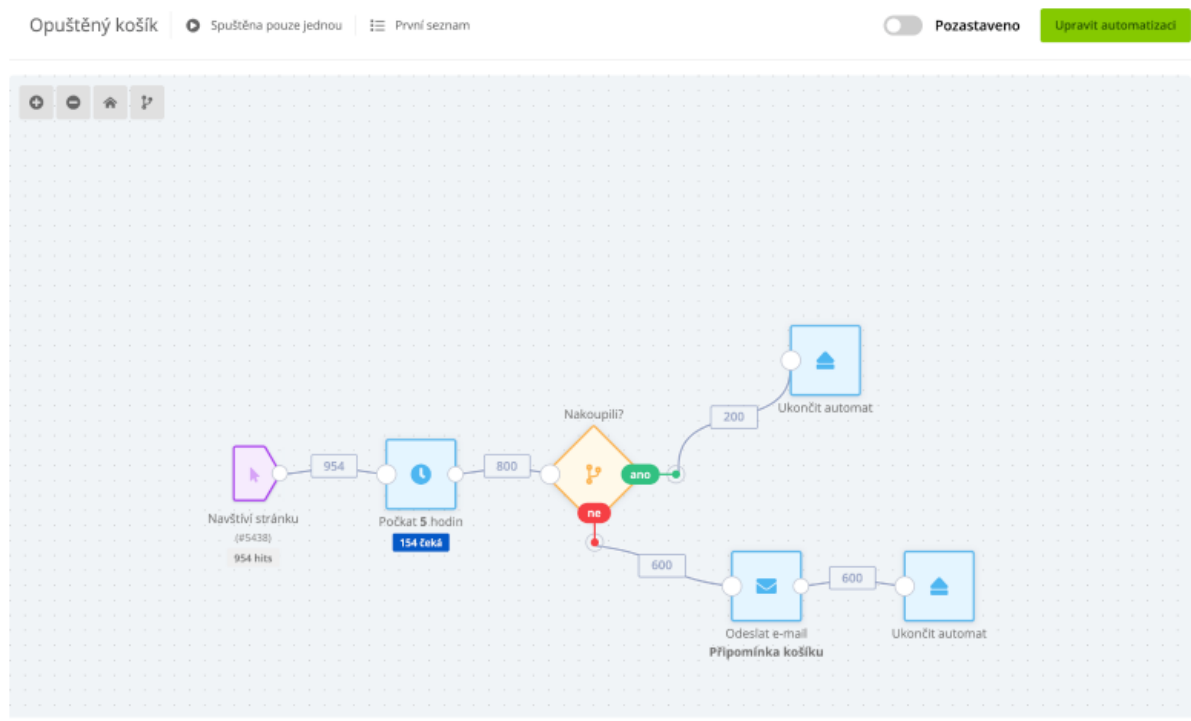 Opuštěný košík
Spuštěna pouze jednou
První seznam
Pozastaveno
Upravit automatizaci
Ukončit automat
200
Nakoupili?
ano
954
800
Navštíví stránku
(#5438)
954 hits
Počkat 5 hodin
154 čeká
ne
600
600
Odeslat e-mail
Připomínka košíku
Ukončit automat